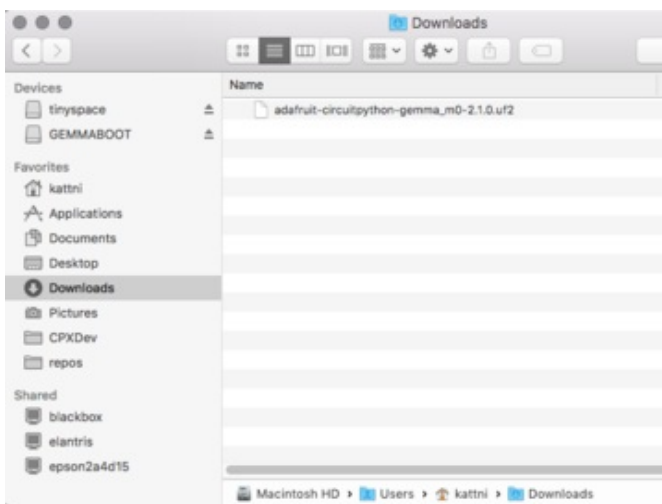 Downloads
Devices
tinyspace
GEMMABOOT
Favorites
kattni
Applications
Documents
Desktop
Downloads
Pictures
CPXDev
repos
Shared
blackbox
elantris
epson2a4d15
Name
adafruit-circuitpython-gemma_m0-2.1.0.uf2
Macintosh HD › Users › kattni › Downloads